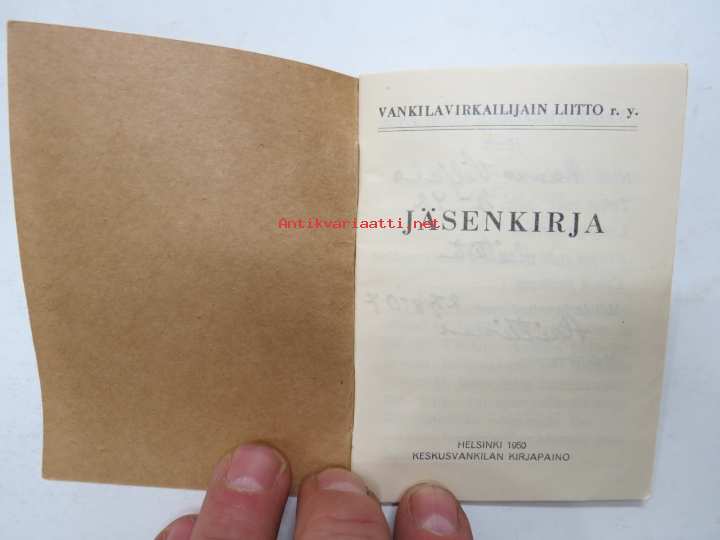 VANKILAVIRKAILIJAIN LIITTO r. y.
JÄSENKIRJA
Antikvariaatti.net
HELSINKI 1950
KESKUSVANKILAN KIRJAPAINO